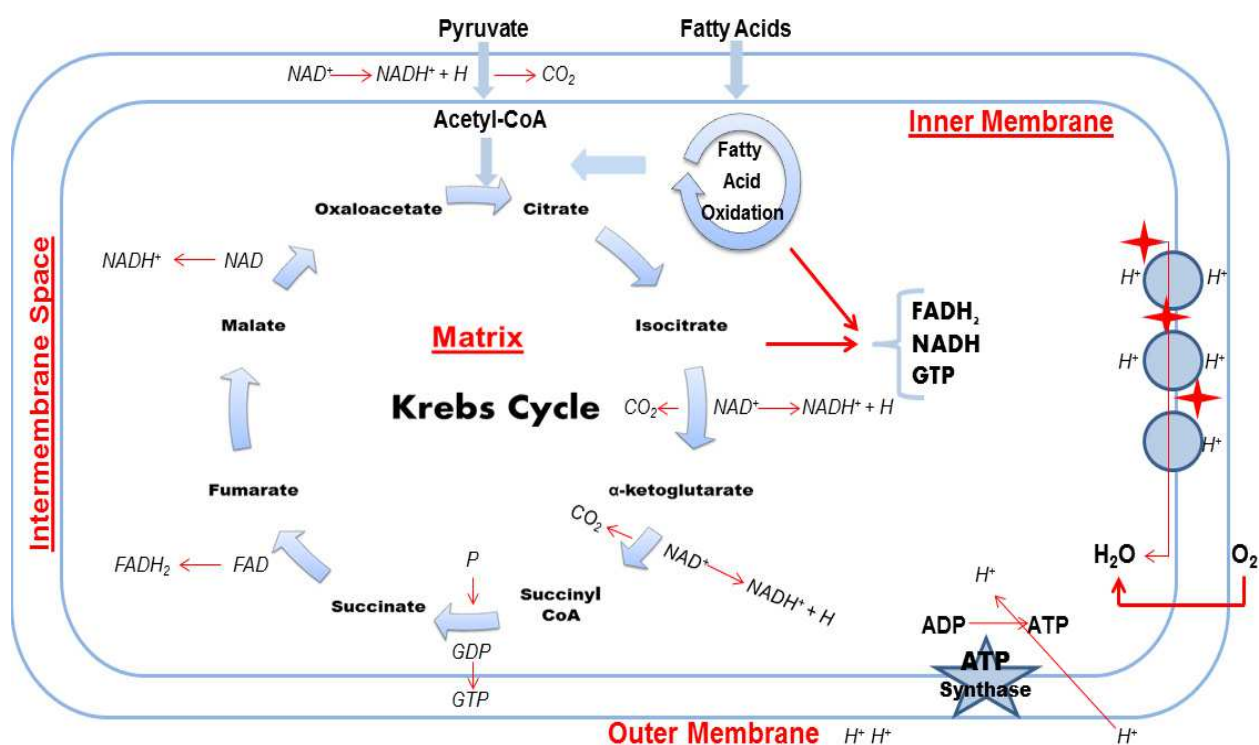 Pyruvate
Fatty Acids
NAD⁺ → NADH⁺ + H → CO₂
Acetyl-CoA
Inner Membrane
Fatty
Acid
Oxidation
Oxaloacetate
Citrate
NADH⁺ ← NAD
H⁺ H⁺
Intermembrane Space
Malate
Matrix
Isocitrate
FADH₂
NADH
GTP
H⁺ H⁺
Krebs Cycle
CO₂ ← NAD⁺ → NADH⁺ + H
H⁺
Fumarate
α-ketoglutarate
CO₂
NAD⁺ → NADH⁺ + H
FADH₂ ← FAD
P
H₂O
O₂
H⁺
Succinate
Succinyl
CoA
ADP → ATP
GDP
GTP
ATP
Synthase
Outer Membrane
H⁺ H⁺
H⁺